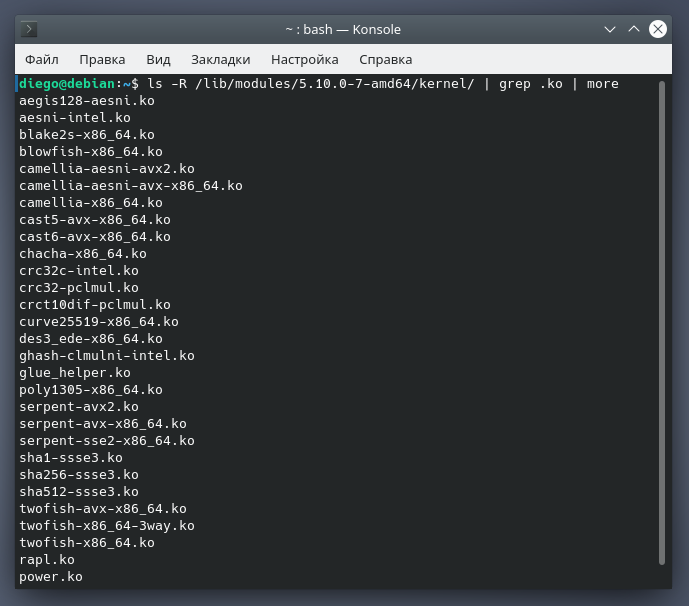 ~ : bash — Konsole
Файл Правка Вид Закладки Настройка Справка
diego@debian:~$ ls -R /lib/modules/5.10.0-7-amd64/kernel/ | grep .ko | more
aegis128-aesni.ko
aesni-intel.ko
blake2s-x86_64.ko
blowfish-x86_64.ko
camellia-aesni-avx2.ko
camellia-aesni-avx-x86_64.ko
camellia-x86_64.ko
cast5-avx-x86_64.ko
cast6-avx-x86_64.ko
chacha-x86_64.ko
crc32c-intel.ko
crc32-pclmul.ko
crct10dif-pclmul.ko
curve25519-x86_64.ko
des3_ede-x86_64.ko
ghash-clmulni-intel.ko
glue_helper.ko
poly1305-x86_64.ko
serpent-avx2.ko
serpent-avx-x86_64.ko
serpent-sse2-x86_64.ko
sha1-ssse3.ko
sha256-ssse3.ko
sha512-ssse3.ko
twofish-avx-x86_64.ko
twofish-x86_64-3way.ko
twofish-x86_64.ko
rapl.ko
power.ko